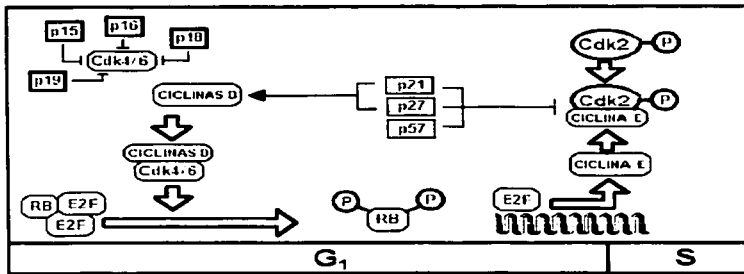 p15
p16
p18
Cdk4/6
p19
CICLINAS D
p21
p27
p57
Cdk2
P
Cdk2
P
CICLINA E
CICLINAS D
Cdk4/6
CICLINA E
RB
E2F
E2F
P
RB
P
E2F
G1
S